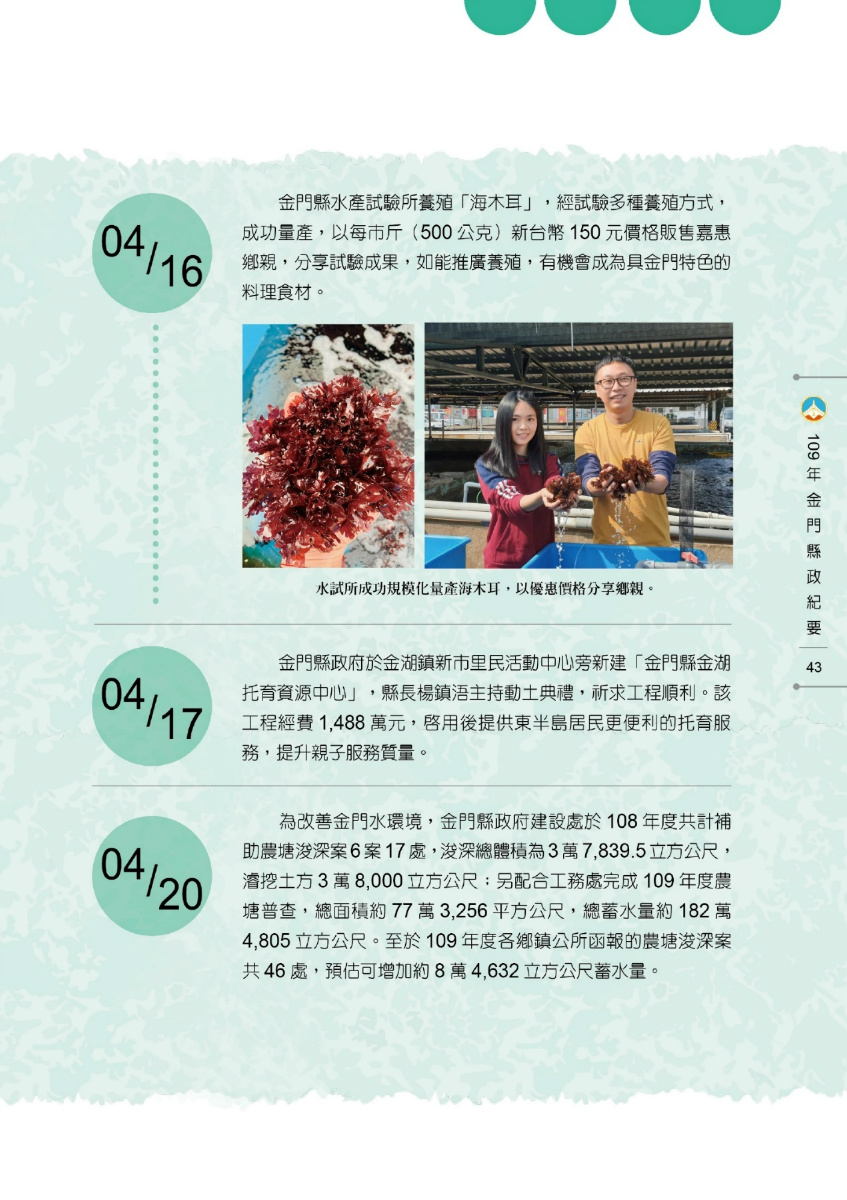 04/16
金門縣水產試驗所養殖「海木耳」，經試驗多種養殖方式，
成功量產，以每市斤（500 公克）新台幣 150 元價格販售嘉惠
鄉親，分享試驗成果，如能推廣養殖，有機會成為具金門特色的
料理食材。
水試所成功規模化量產海木耳，以優惠價格分享鄉親。
04/17
金門縣政府於金湖鎮新市里民活動中心旁新建「金門縣金湖
托育資源中心」，縣長楊鎮浯主持動土典禮，祈求工程順利。該
工程經費 1,488 萬元，啓用後提供東半島居民更便利的托育服
務，提升親子服務質量。
04/20
為改善金門水環境，金門縣政府建設處於 108 年度共計補
助農塘浚深案 6 案 17 處，浚深總體積為 3 萬 7,839.5 立方公尺，
濬挖土方 3 萬 8,000 立方公尺；另配合工務處完成 109 年度農
塘普查，總面積約 77 萬 3,256 平方公尺，總蓄水量約 182 萬
4,805 立方公尺。至於 109 年度各鄉鎮公所函報的農塘浚深案
共 46 處，預估可增加約 8 萬 4,632 立方公尺蓄水量。
109年金門縣政紀要
43